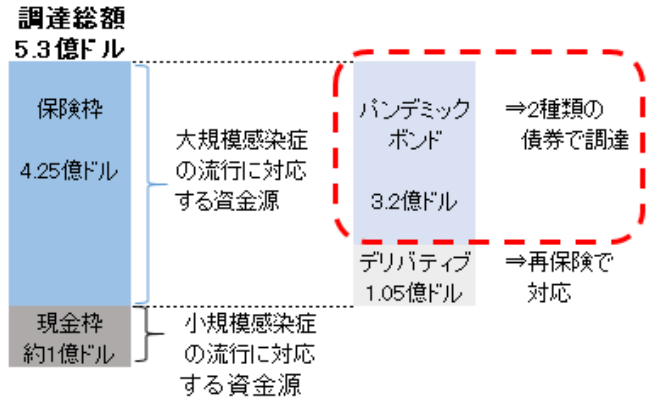 調達総額
5.3億ドル
保険枠
4.25億ドル
大規模感染症
の流行に対応
する資金源
パンデミック
ボンド
3.2億ドル
⇒2種類の
債券で調達
デリバティブ
1.05億ドル
⇒再保険で
対応
現金枠
約1億ドル
小規模感染症
の流行に対応
する資金源